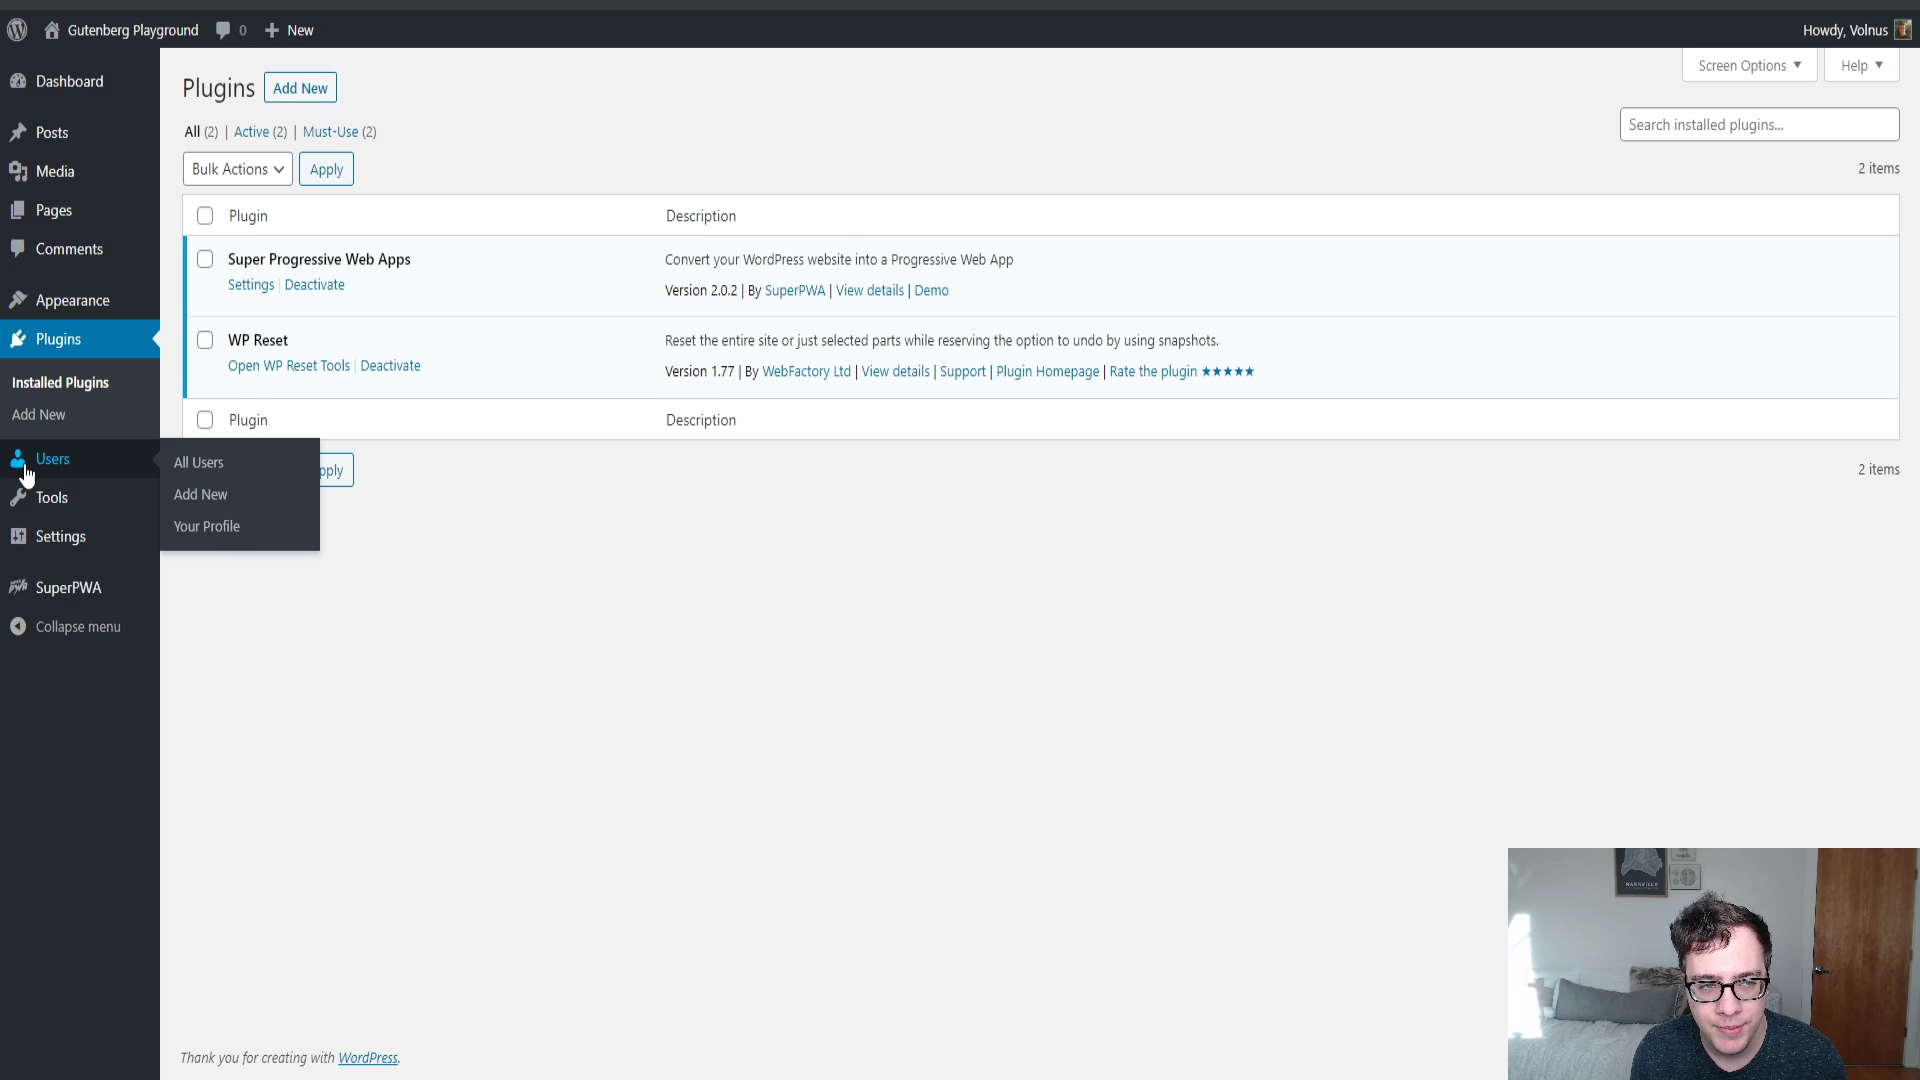 Gutenberg Playground 0 New Howdy, Volnus
Dashboard
Posts
Media
Pages
Comments
Appearance
Plugins
Installed Plugins
Add New
Users
Tools
Settings
SuperPWA
Collapse menu
All Users
Add New
Your Profile
Screen Options Help
Plugins Add New
All (2) | Active (2) | Must-Use (2)
Search installed plugins...
Bulk Actions Apply
2 items
Plugin Description
Super Progressive Web Apps
Settings | Deactivate
Convert your WordPress website into a Progressive Web App
Version 2.0.2 | By SuperPWA | View details | Demo
WP Reset
Open WP Reset Tools | Deactivate
Reset the entire site or just selected parts while reserving the option to undo by using snapshots.
Version 1.77 | By WebFactory Ltd | View details | Support | Plugin Homepage | Rate the plugin ★★★★★
Plugin Description
pply
2 items
NASHVILLE
Thank you for creating with WordPress.